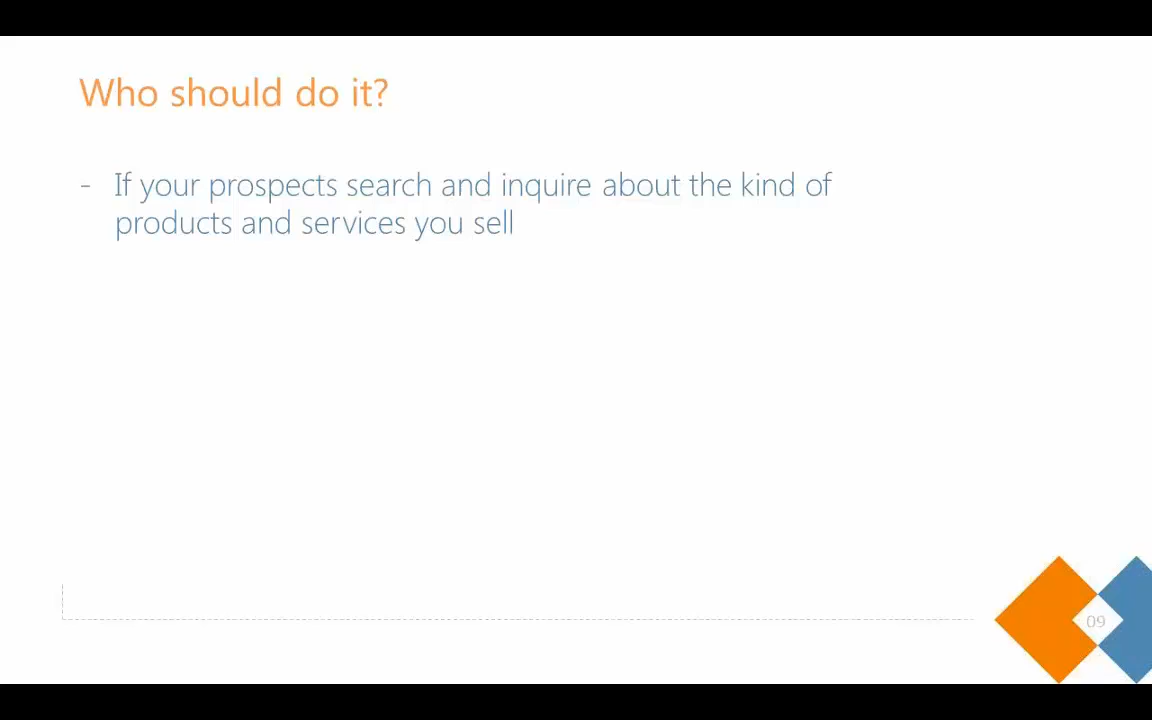 Who should do it?
- If your prospects search and inquire about the kind of
products and services you sell
09